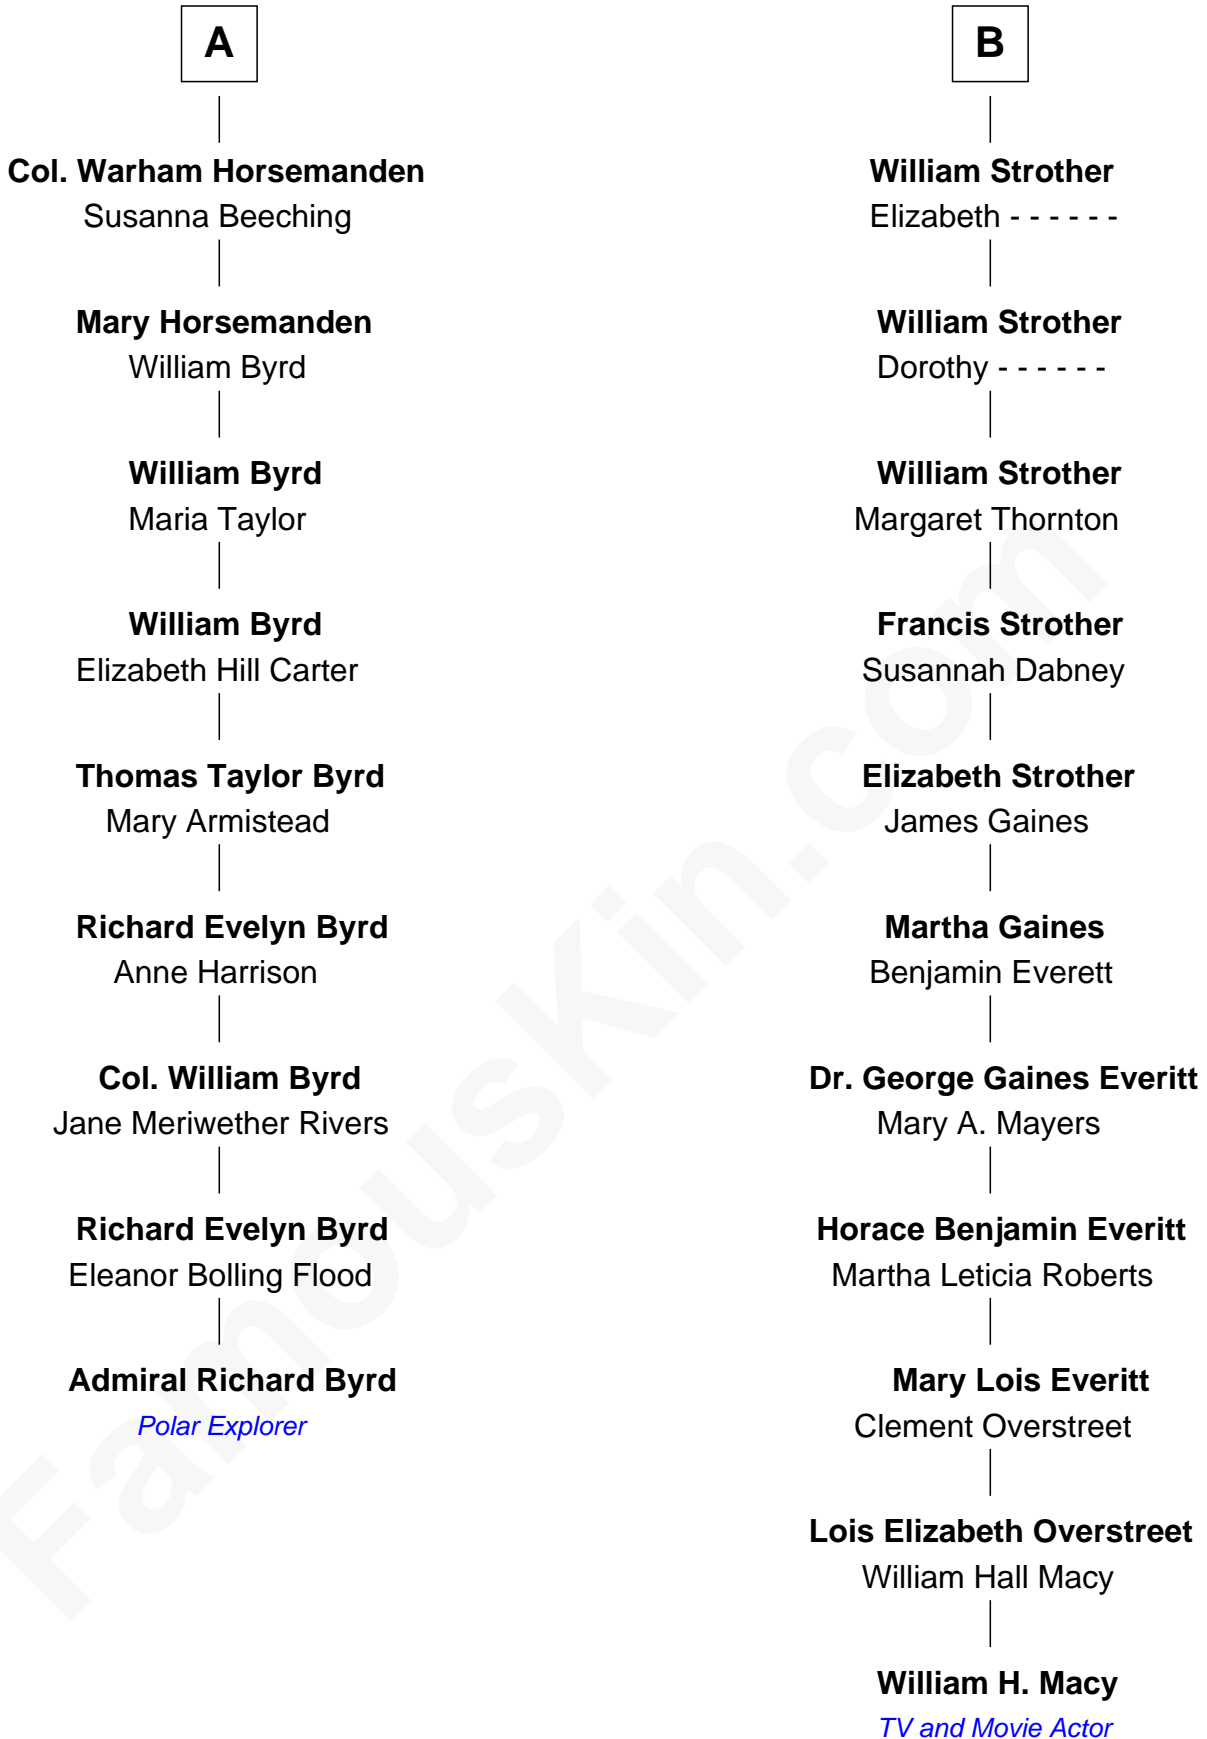 A
Col. Warham Horsemanden
Susanna Beeching
Mary Horsemanden
William Byrd
William Byrd
Maria Taylor
William Byrd
Elizabeth Hill Carter
Thomas Taylor Byrd
Mary Armistead
Richard Evelyn Byrd
Anne Harrison
Col. William Byrd
Jane Meriwether Rivers
Richard Evelyn Byrd
Eleanor Bolling Flood
Admiral Richard Byrd
Polar Explorer
B
William Strother
Elizabeth - - - - - -
William Strother
Dorothy - - - - - -
William Strother
Margaret Thornton
Francis Strother
Susannah Dabney
Elizabeth Strother
James Gaines
Martha Gaines
Benjamin Everett
Dr. George Gaines Everitt
Mary A. Mayers
Horace Benjamin Everitt
Martha Leticia Roberts
Mary Lois Everitt
Clement Overstreet
Lois Elizabeth Overstreet
William Hall Macy
William H. Macy
TV and Movie Actor
FamousKin.com